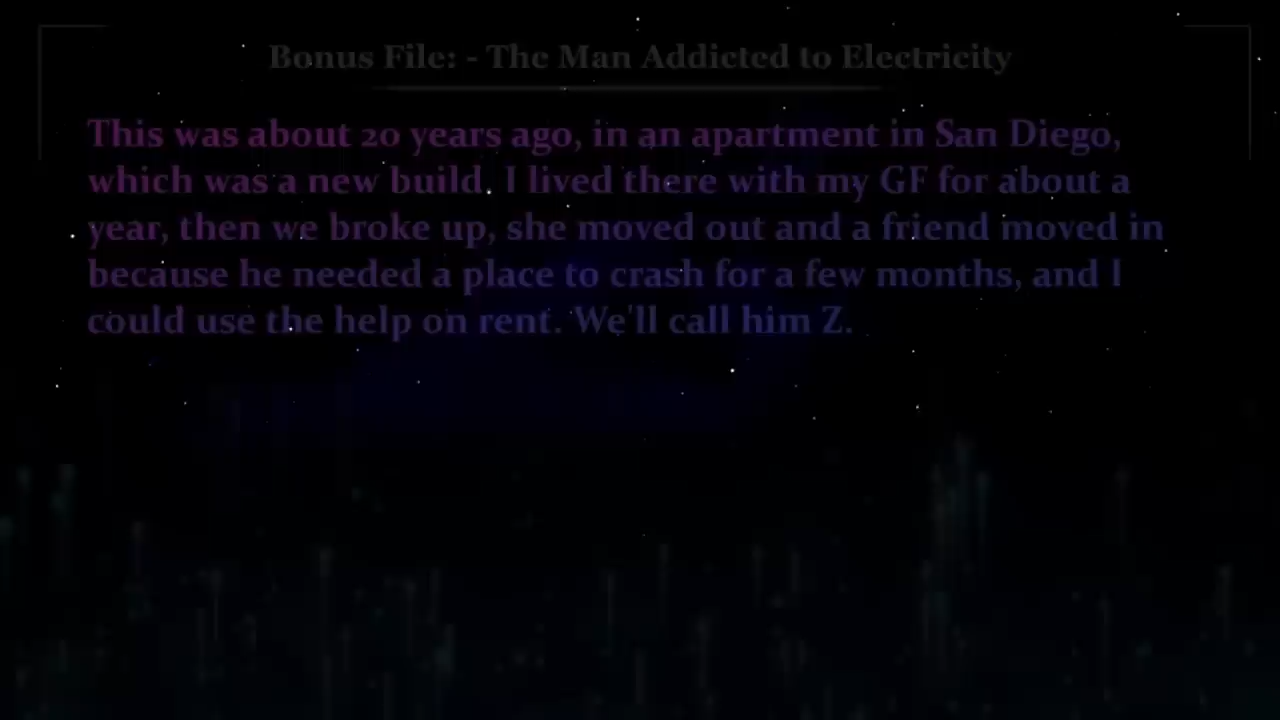 Bonus File: - The Man Addicted to Electricity
This was about 20 years ago, in an apartment in San Diego,
which was a new build. I lived there with my GF for about a
year, then we broke up, she moved out and a friend moved in
because he needed a place to crash for a few months, and I
could use the help on rent. We'll call him Z.